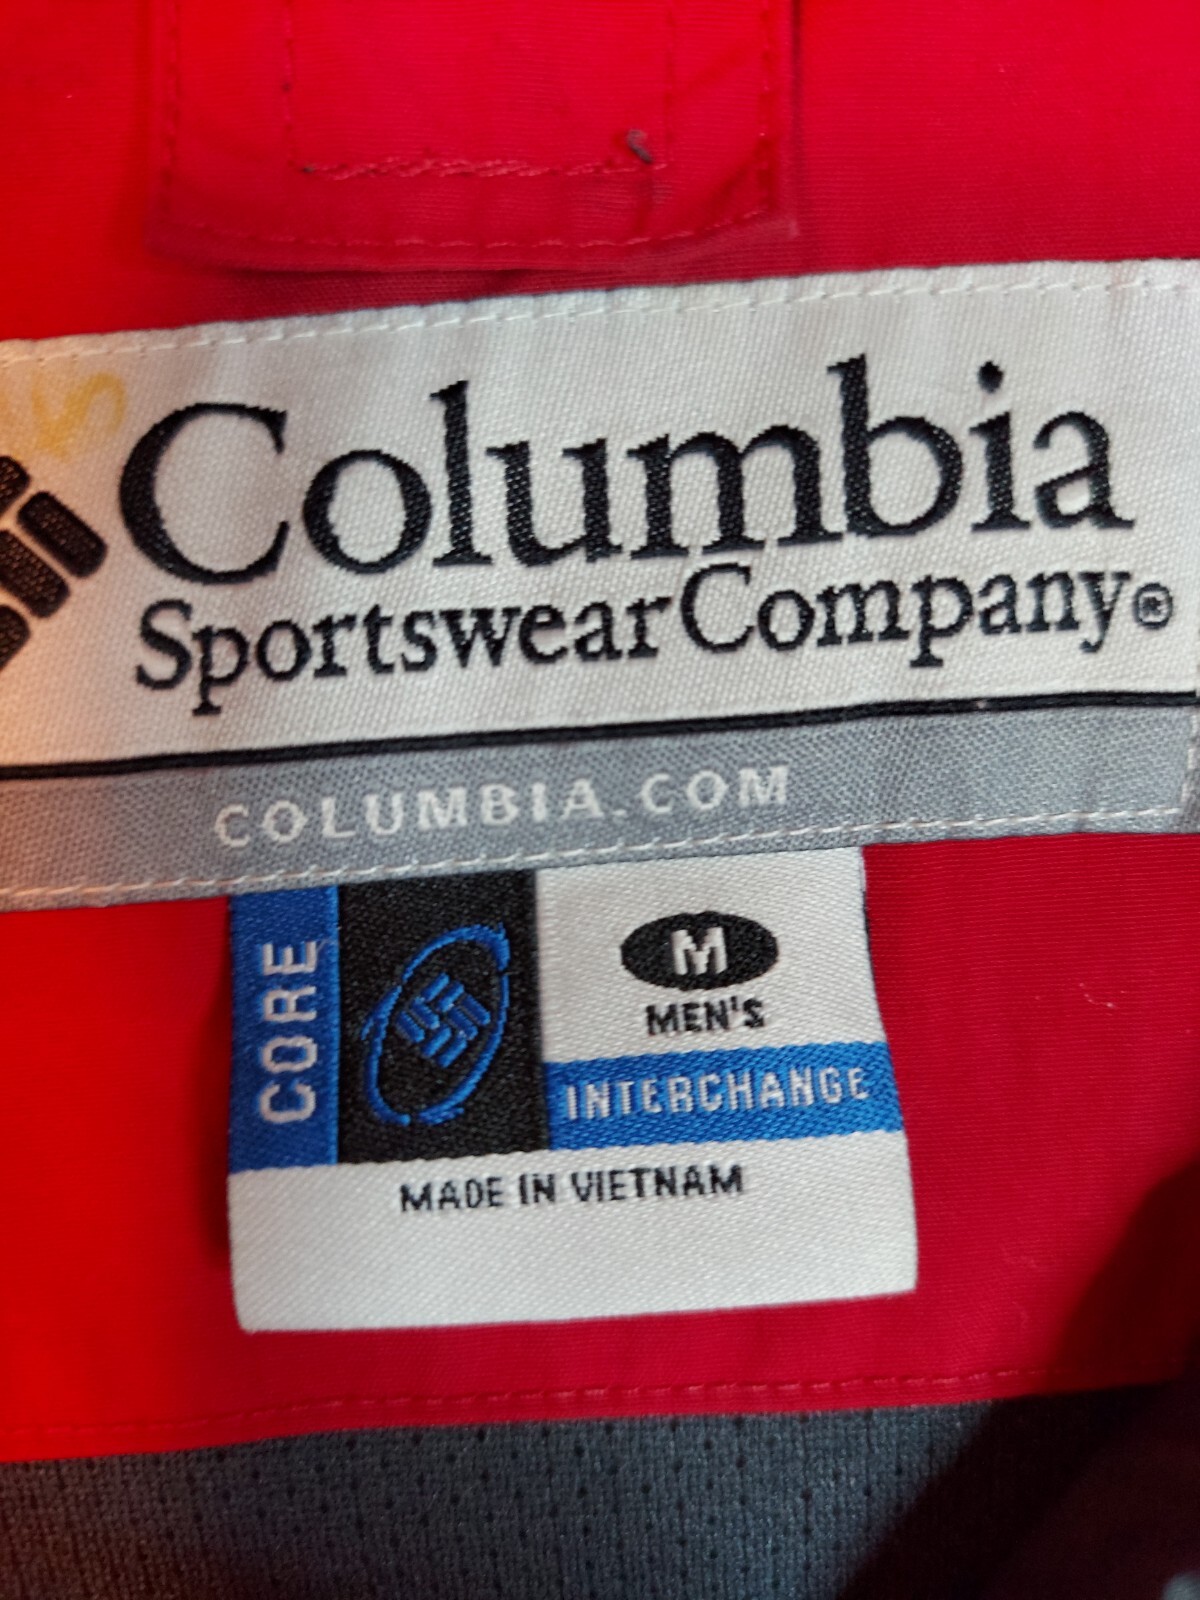 Columbia
Sportswear Company®
COLUMBIA.COM
CORE
M
MEN'S
INTERCHANGE
MADE IN VIETNAM